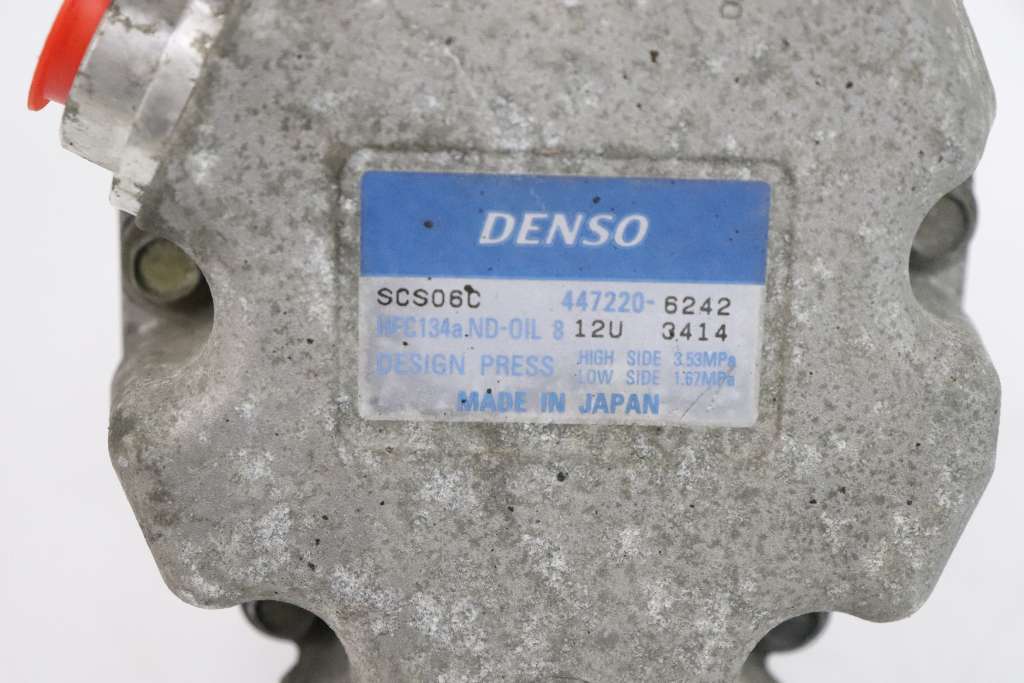 DENSO
SCS06C 447220-6242
HFC134a ND-OIL 8 12U 3414
DESIGN PRESS HIGH SIDE 3.53MPa
LOW SIDE 1.67MPa
MADE IN JAPAN